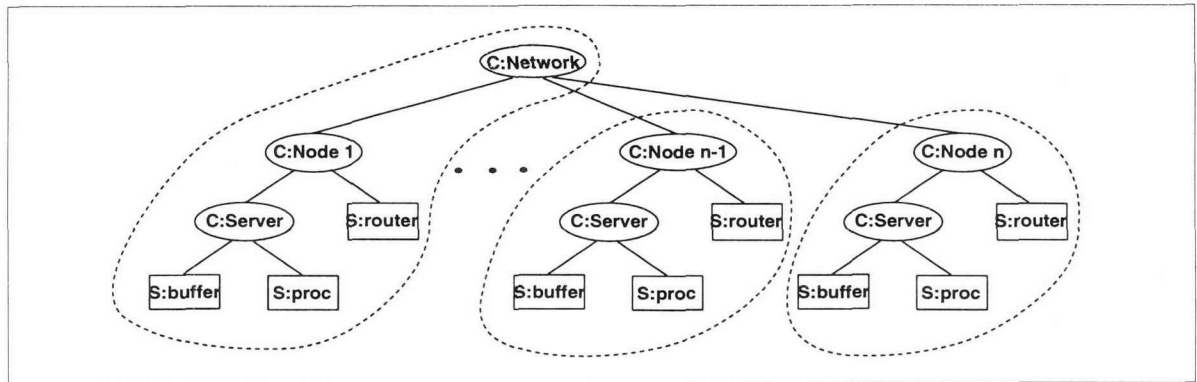 C:Network
C:Node 1
C:Node n-1
C:Node n
C:Server
S:router
C:Server
S:router
C:Server
S:router
S:buffer
S:proc
S:buffer
S:proc
S:buffer
S:proc